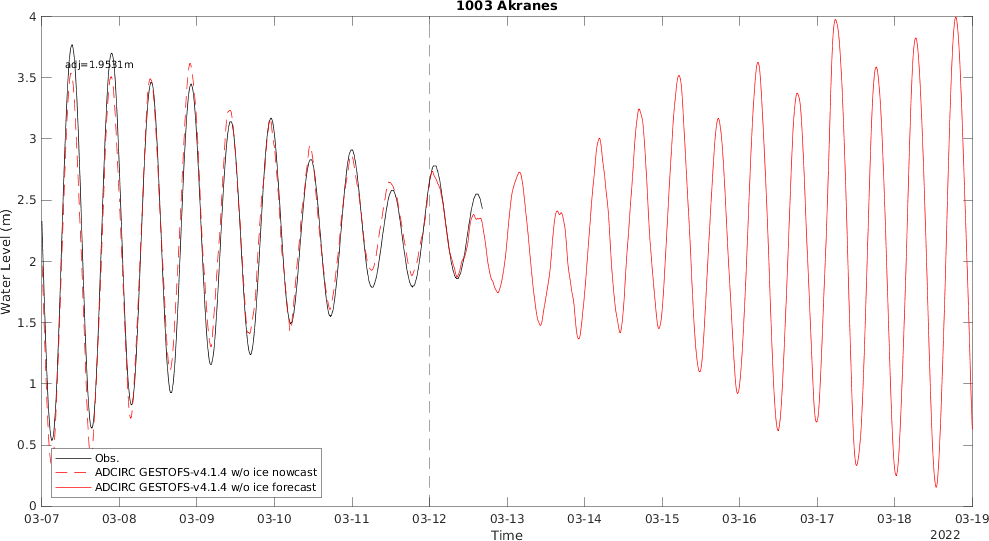 1003 Akranes
4
adj=1.9531m
3.5
3
2.5
2
1.5
1
0.5
0
Water Level (m)
Obs.
ADCIRC GESTOFS-v4.1.4 w/o ice nowcast
ADCIRC GESTOFS-v4.1.4 w/o ice forecast
03-07 03-08 03-09 03-10 03-11 03-12 03-13 03-14 03-15 03-16 03-17 03-18 03-19
Time
2022